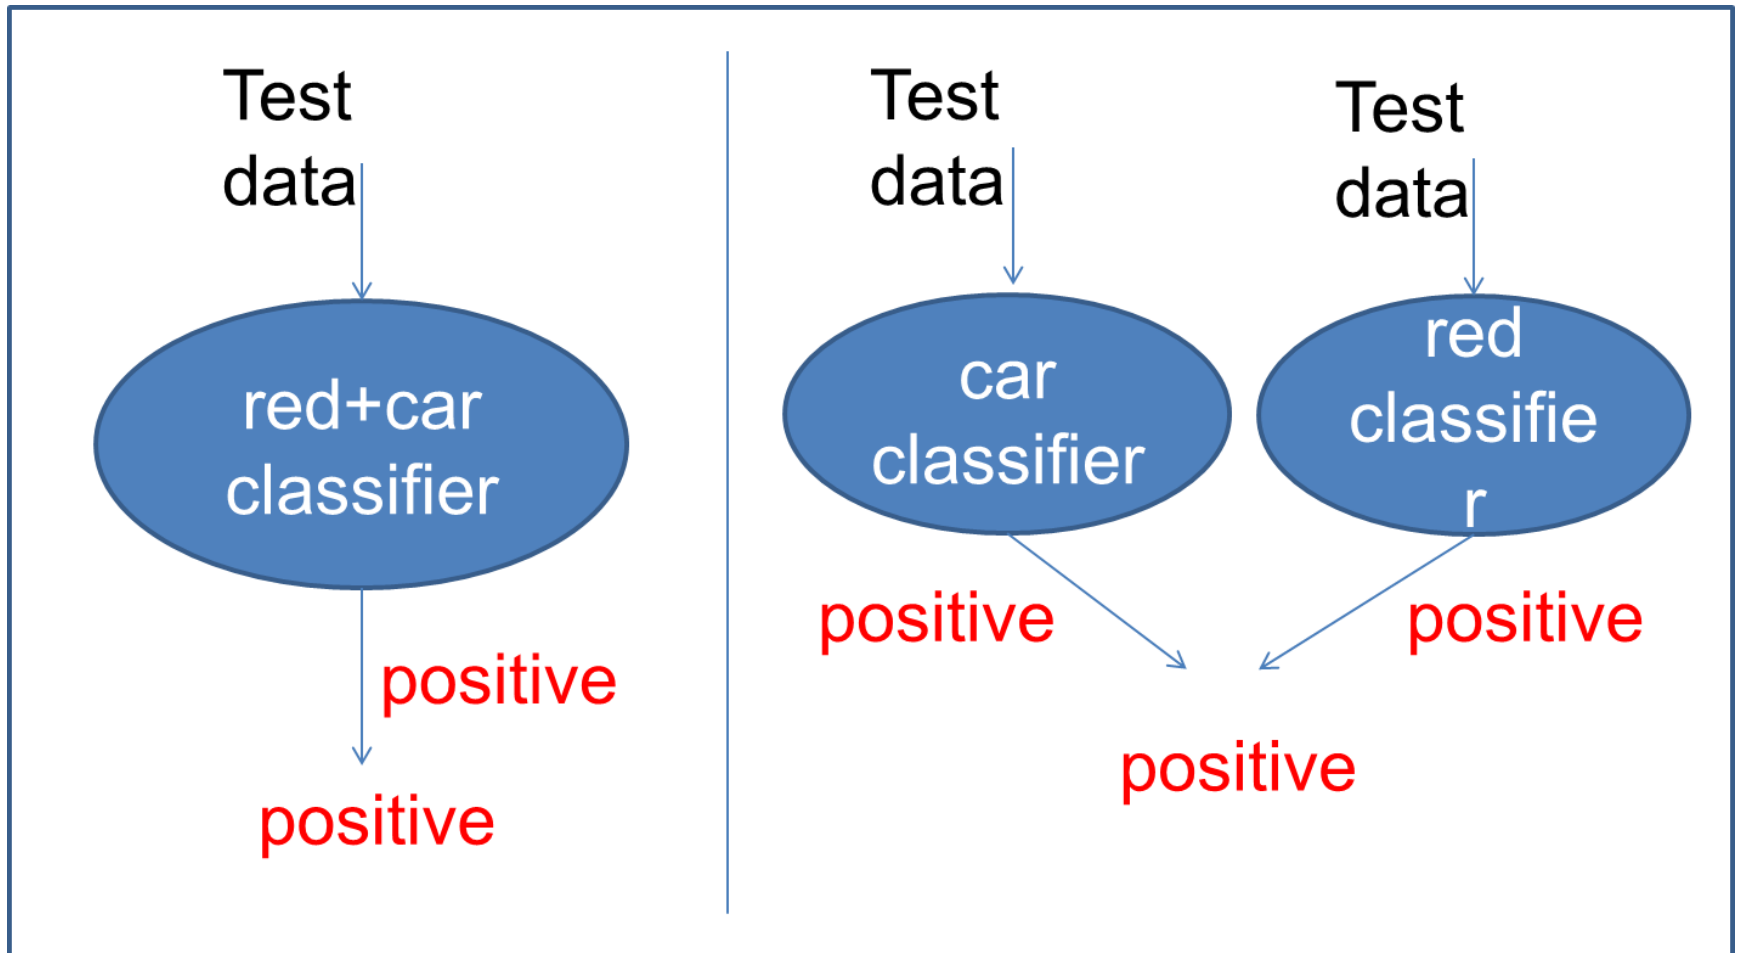 Test
data
red+car
classifier
positive
positive
Test
data
car
classifier
positive
Test
data
red
classifie
r
positive
positive